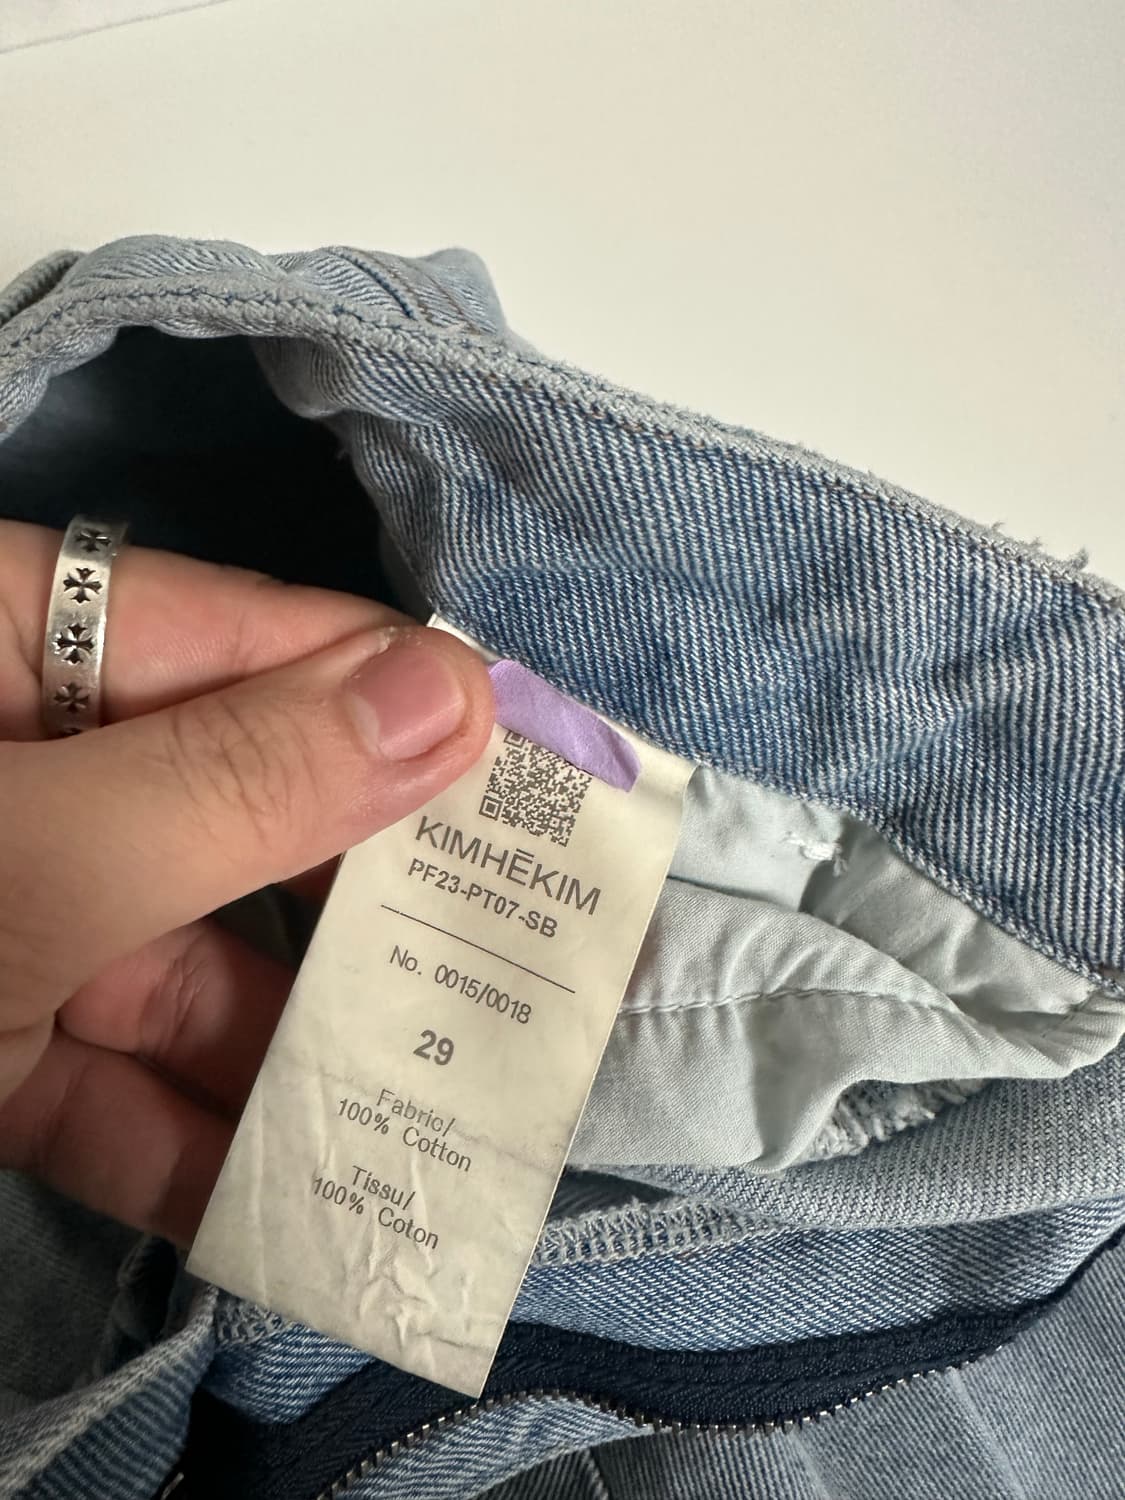 KIMHĒKIM
PF23-PT07-SB
No. 0015/0018
29
Fabric/
100% Cotton
Tissu/
100% Coton